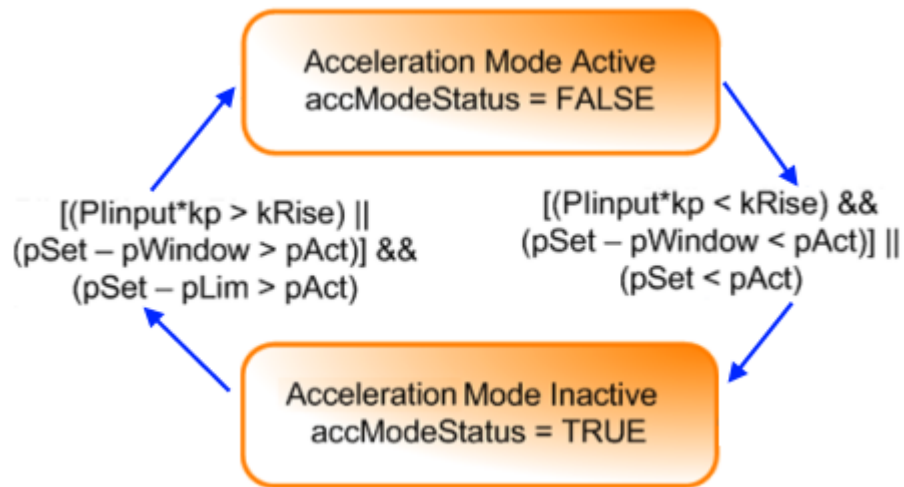 Acceleration Mode Active
accModeStatus = FALSE
[(PIinput*kp > kRise) ||
(pSet – pWindow > pAct)] &&
(pSet – pLim > pAct)
[(PIinput*kp < kRise) &&
(pSet – pWindow < pAct)] ||
(pSet < pAct)
Acceleration Mode Inactive
accModeStatus = TRUE